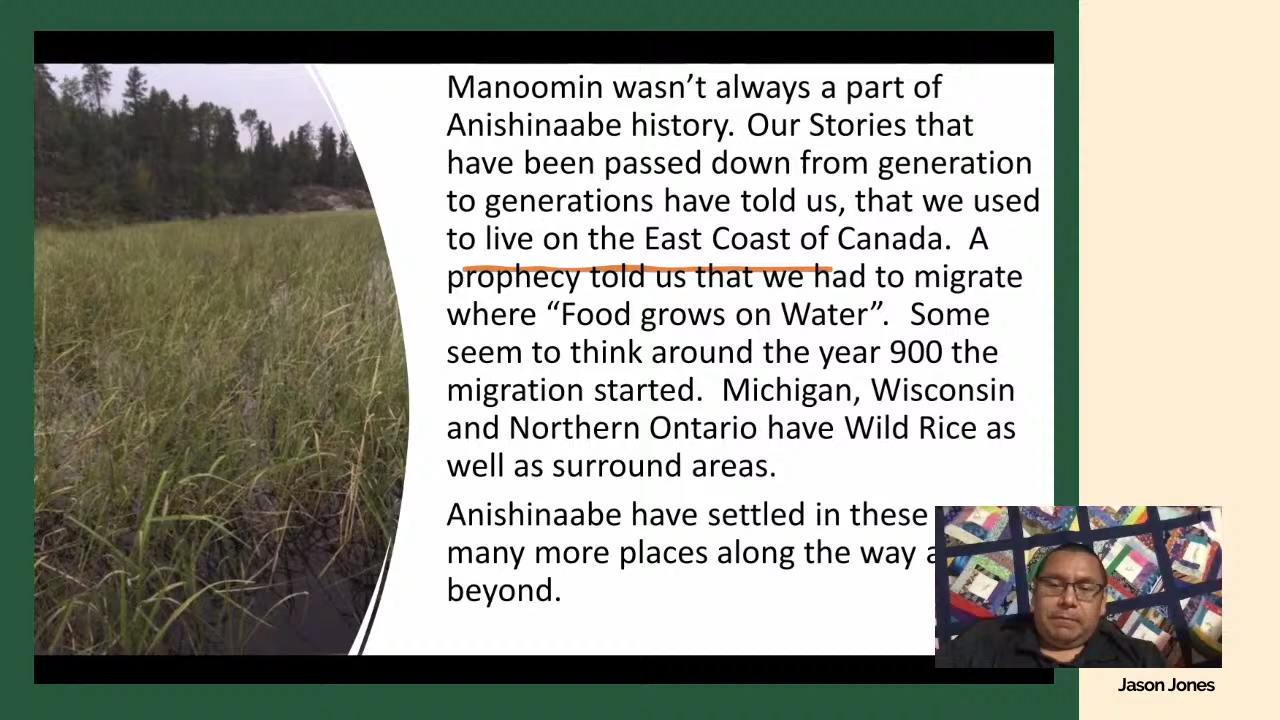 Manoomin wasn’t always a part of
Anishinaabe history. Our Stories that
have been passed down from generation
to generations have told us, that we used
to live on the East Coast of Canada. A
prophecy told us that we had to migrate
where “Food grows on Water”. Some
seem to think around the year 900 the
migration started. Michigan, Wisconsin
and Northern Ontario have Wild Rice as
well as surround areas.
Anishinaabe have settled in these
many more places along the way
beyond.
Jason Jones